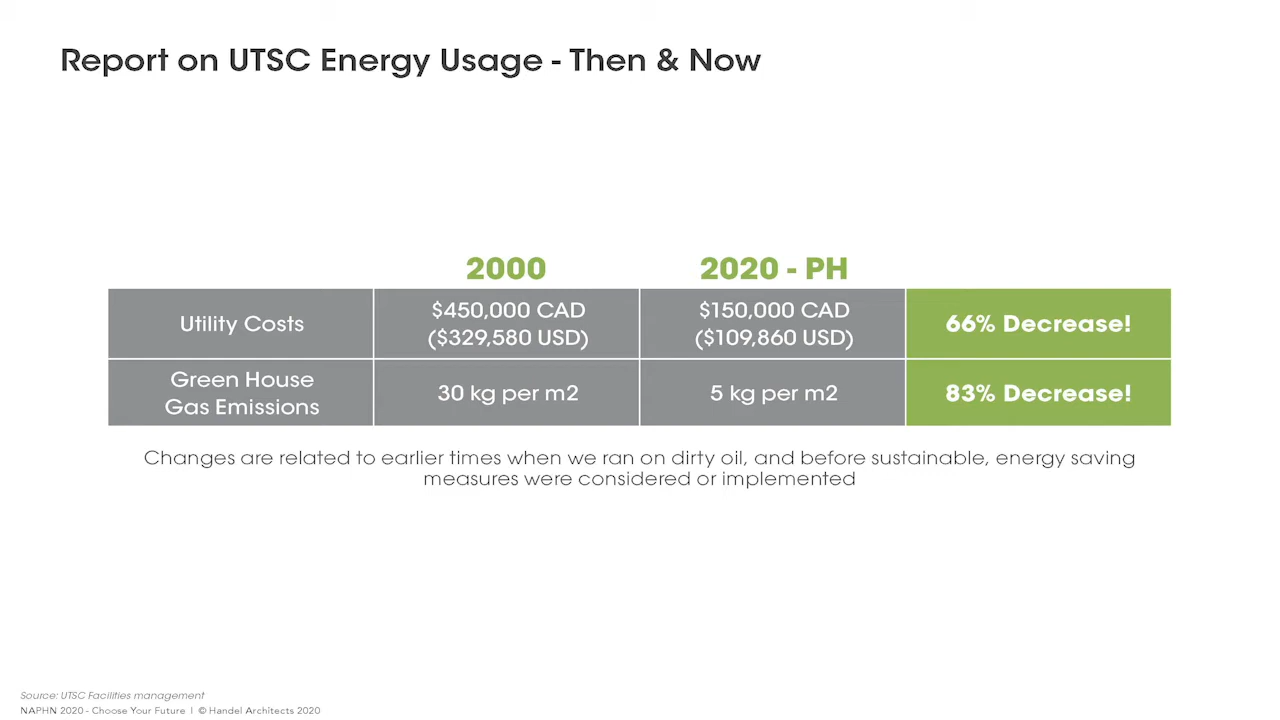 Report on UTSC Energy Usage - Then & Now
2000
2020 - PH
Utility Costs
$450,000 CAD
($329,580 USD)
$150,000 CAD
($109,860 USD)
66% Decrease!
Green House
Gas Emissions
30 kg per m2
5 kg per m2
83% Decrease!
Changes are related to earlier times when we ran on dirty oil, and before sustainable, energy saving
measures were considered or implemented
Source: UTSC Facilities management
NAPHN 2020 - Choose Your Future | © Handel Architects 2020